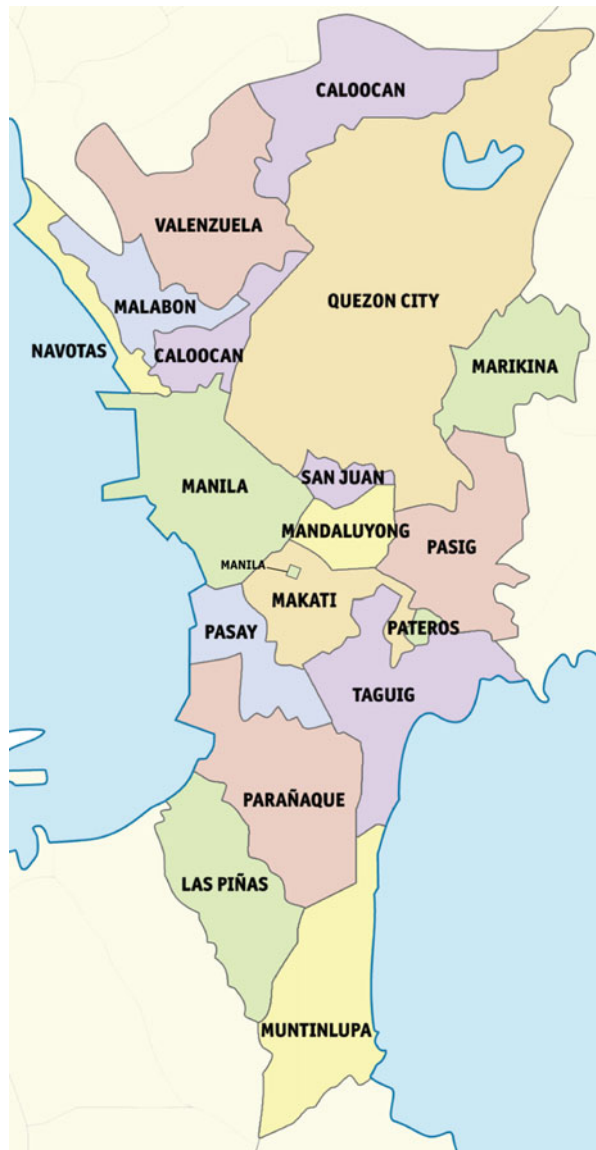 CALOOCAN
VALENZUELA
QUEZON CITY
MALABON
NAVOTAS
CALOOCAN
MARIKINA
SAN JUAN
MANILA
MANDALUYONG
PASIG
MANILA
MAKATI
PATEROS
PASAY
TAGUIG
PARAÑAQUE
LAS PIÑAS
MUNTINLUPA